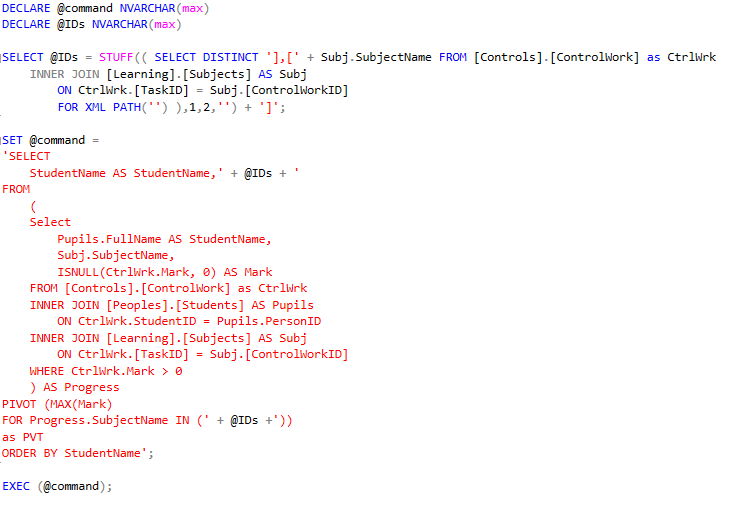 DECLARE @command NVARCHAR(max)
DECLARE @IDs NVARCHAR(max)
SELECT @IDs = STUFF(( SELECT DISTINCT '],[' + Subj.SubjectName FROM [Controls].[ControlWork] as CtrlWrk
INNER JOIN [Learning].[Subjects] AS Subj
ON CtrlWrk.[TaskID] = Subj.[ControlWorkID]
FOR XML PATH('') ),1,2,'') + ']';
SET @command =
'SELECT
StudentName AS StudentName,' + @IDs + '
FROM
(
Select
Pupils.FullName AS StudentName,
Subj.SubjectName,
ISNULL(CtrlWrk.Mark, 0) AS Mark
FROM [Controls].[ControlWork] as CtrlWrk
INNER JOIN [Peoples].[Students] AS Pupils
ON CtrlWrk.StudentID = Pupils.PersonID
INNER JOIN [Learning].[Subjects] AS Subj
ON CtrlWrk.[TaskID] = Subj.[ControlWorkID]
WHERE CtrlWrk.Mark > 0
) AS Progress
PIVOT (MAX(Mark)
FOR Progress.SubjectName IN (' + @IDs +'))
as PVT
ORDER BY StudentName';
EXEC (@command);